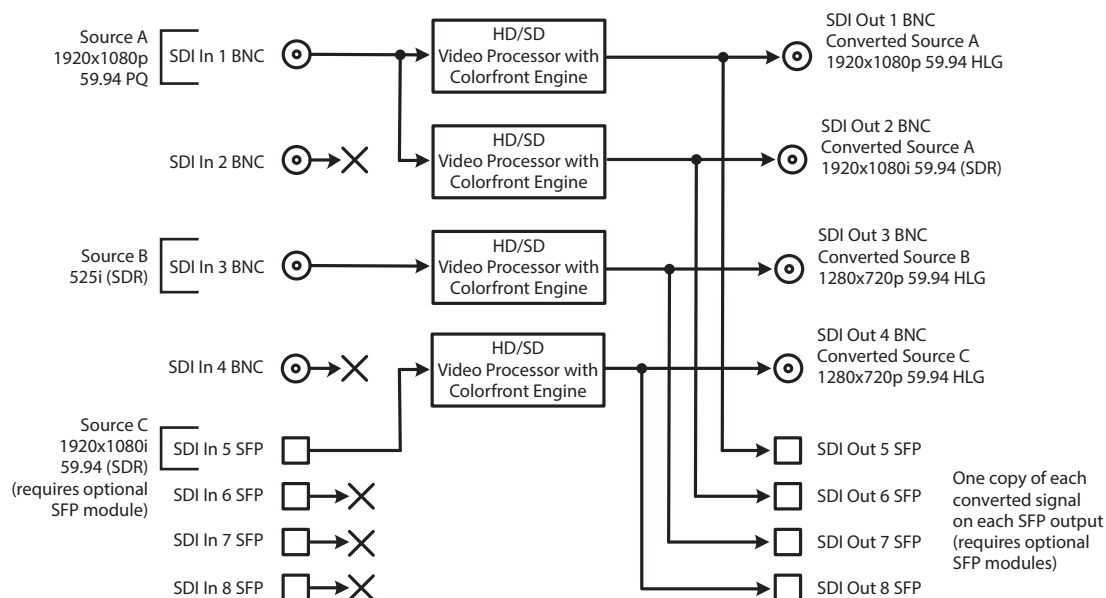 Source A
1920x1080p
59.94 PQ
SDI In 1 BNC
HD/SD
Video Processor with
Colorfront Engine
SDI Out 1 BNC
Converted Source A
1920x1080p 59.94 HLG
SDI In 2 BNC
HD/SD
Video Processor with
Colorfront Engine
SDI Out 2 BNC
Converted Source A
1920x1080i 59.94 (SDR)
Source B
525i (SDR)
SDI In 3 BNC
HD/SD
Video Processor with
Colorfront Engine
SDI Out 3 BNC
Converted Source B
1280x720p 59.94 HLG
SDI In 4 BNC
HD/SD
Video Processor with
Colorfront Engine
SDI Out 4 BNC
Converted Source C
1280x720p 59.94 HLG
Source C
1920x1080i
59.94 (SDR)
(requires optional
SFP module)
SDI In 5 SFP
SDI In 6 SFP
SDI In 7 SFP
SDI In 8 SFP
SDI Out 5 SFP
SDI Out 6 SFP
SDI Out 7 SFP
SDI Out 8 SFP
One copy of each
converted signal
on each SFP output
(requires optional
SFP modules)